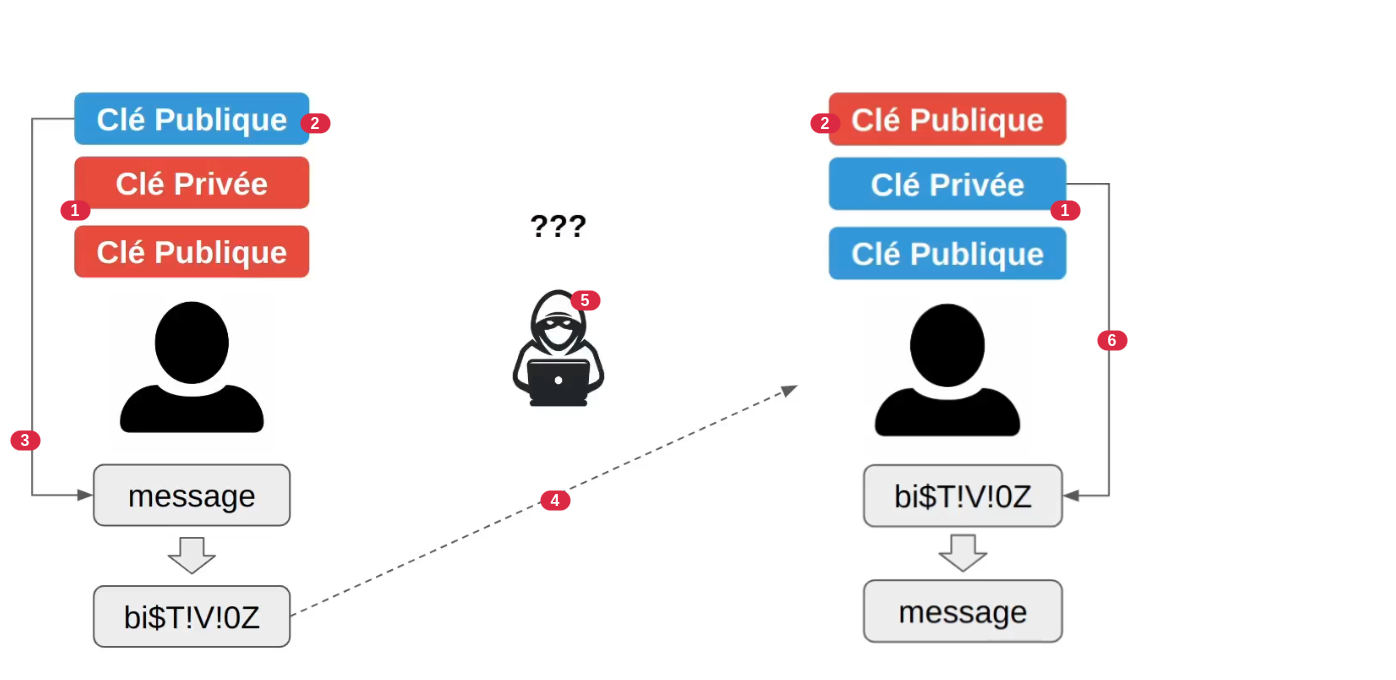 Clé Publique
2
Clé Privée
1
Clé Publique
3
message
bi$T!V!0Z
???
5
4
2
Clé Publique
Clé Privée
1
Clé Publique
6
bi$T!V!0Z
message